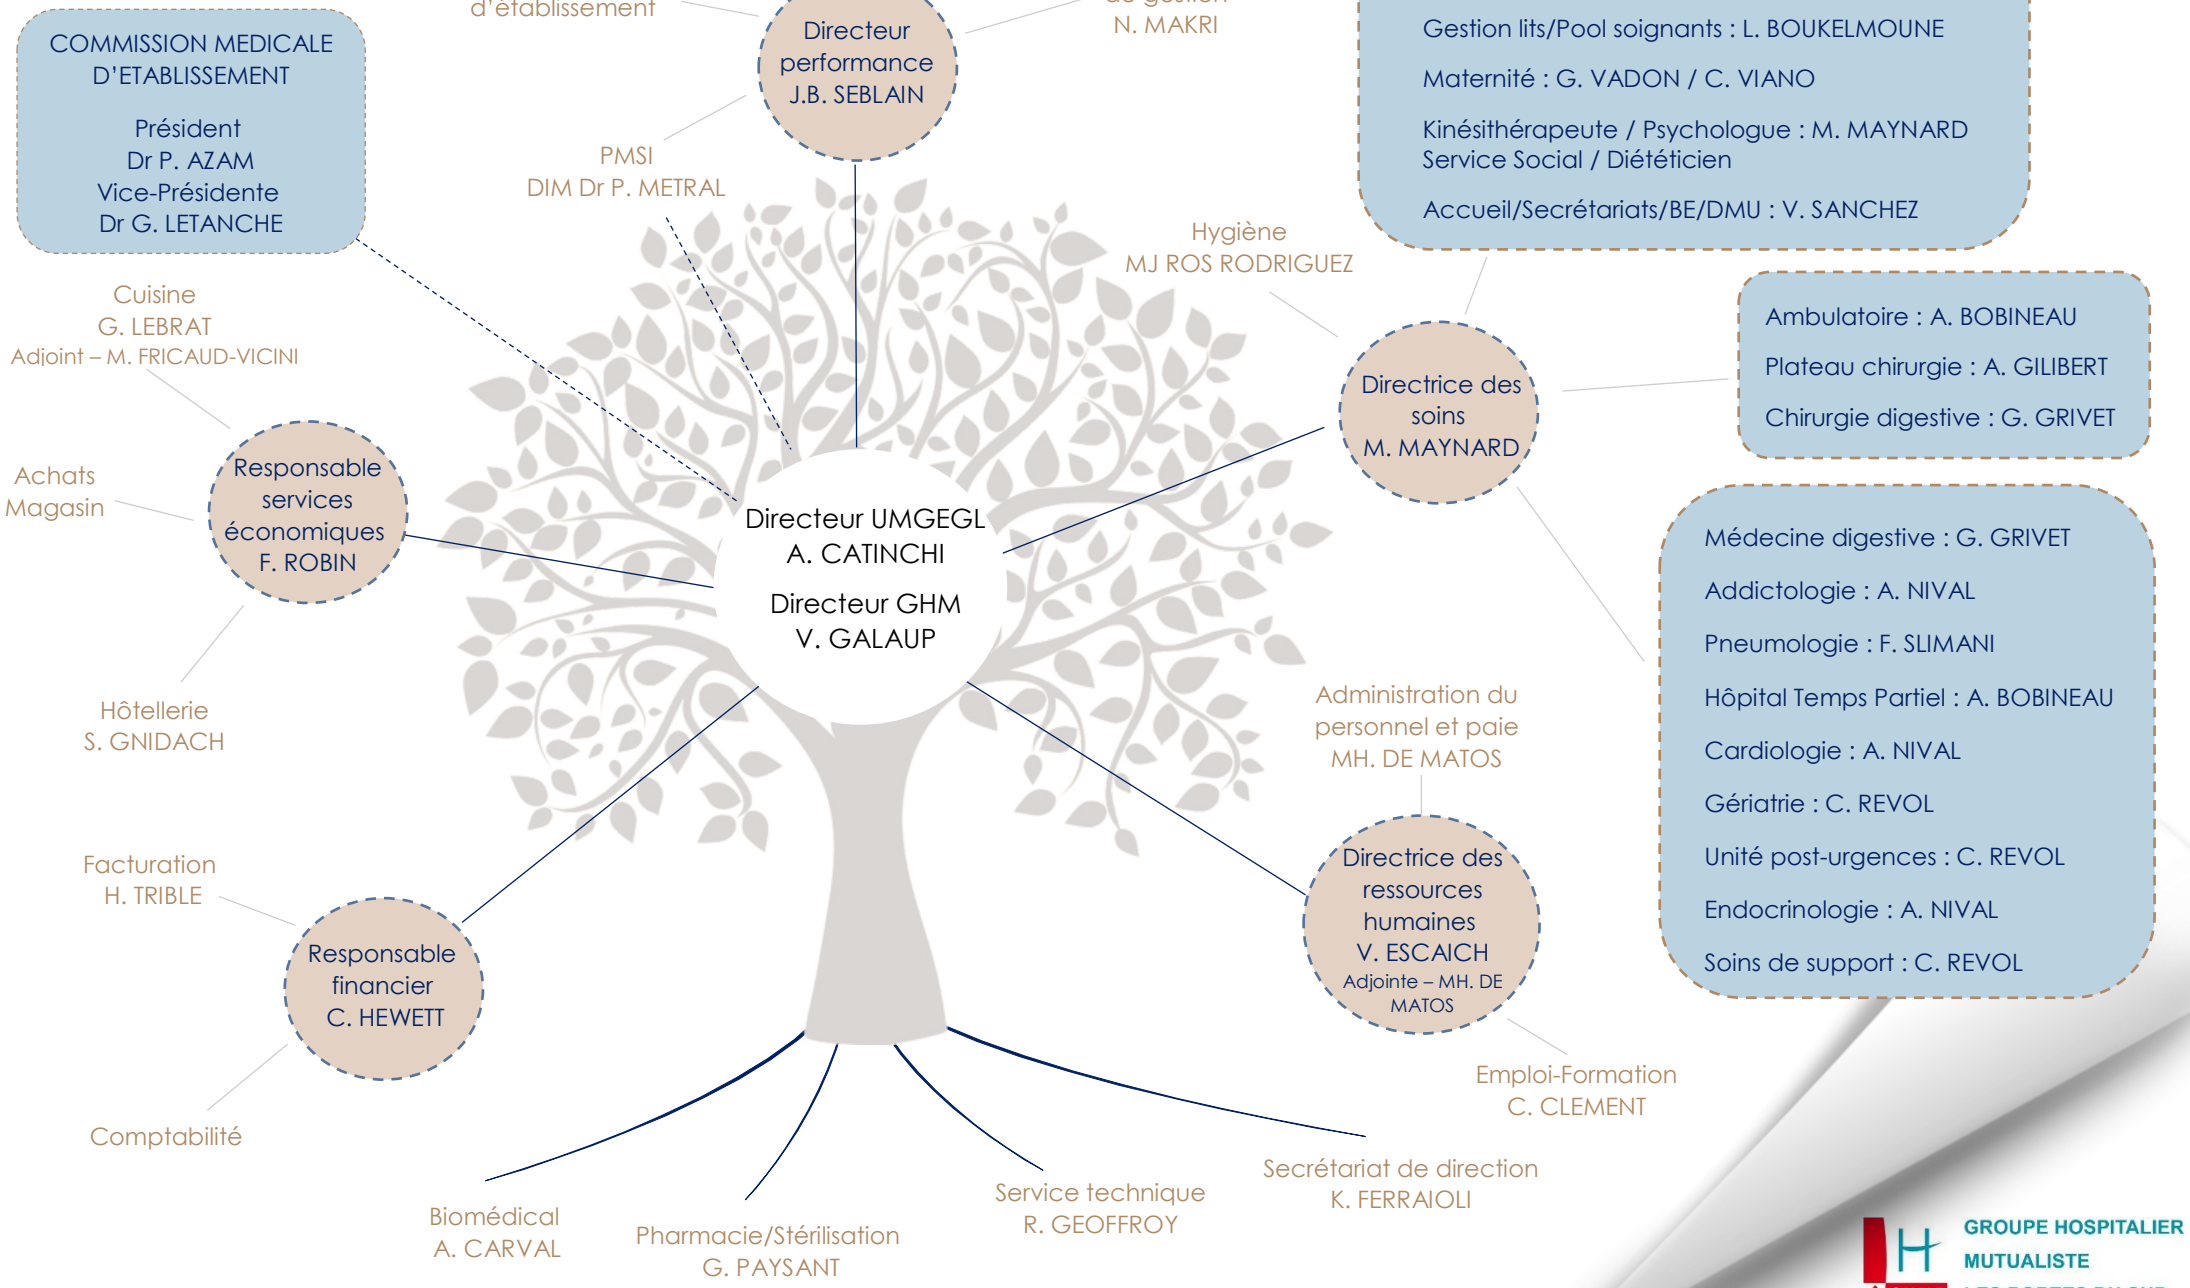 d'établissement
de gestion
N. MAKRI
COMMISSION MEDICALE
D'ETABLISSEMENT
Président
Dr P. AZAM
Vice-Présidente
Dr G. LETANCHE
Directeur
performance
J.B. SEBLAIN
PMSI
DIM Dr P. METRAL
Gestion lits/Pool soignants : L. BOUKELMOUNE
Maternité : G. VADON / C. VIANO
Kinésithérapeute / Psychologue : M. MAYNARD
Service Social / Diététicien
Accueil/Secrétariats/BE/DMU : V. SANCHEZ
Hygiène
MJ ROS RODRIGUEZ
Cuisine
G. LEBRAT
Adjoint – M. FRICAUD-VICINI
Ambulatoire : A. BOBINEAU
Plateau chirurgie : A. GILIBERT
Chirurgie digestive : G. GRIVET
Directrice des
soins
M. MAYNARD
Achats
Magasin
Responsable
services
économiques
F. ROBIN
Directeur UMGEGL
A. CATINCHI
Directeur GHM
V. GALAUP
Médecine digestive : G. GRIVET
Addictologie : A. NIVAL
Pneumologie : F. SLIMANI
Hôpital Temps Partiel : A. BOBINEAU
Cardiologie : A. NIVAL
Gériatrie : C. REVOL
Unité post-urgences : C. REVOL
Endocrinologie : A. NIVAL
Soins de support : C. REVOL
Hôtellerie
S. GNIDACH
Administration du
personnel et paie
MH. DE MATOS
Facturation
H. TRIBLE
Directrice des
ressources
humaines
V. ESCAICH
Adjointe – MH. DE
MATOS
Responsable
financier
C. HEWETT
Comptabilité
Emploi-Formation
C. CLEMENT
Biomédical
A. CARVAL
Pharmacie/Stérilisation
G. PAYSANT
Service technique
R. GEOFFROY
Secrétariat de direction
K. FERRAIOLI
H
GROUPE HOSPITALIER
MUTUALISTE
LES PORTES DU SUD